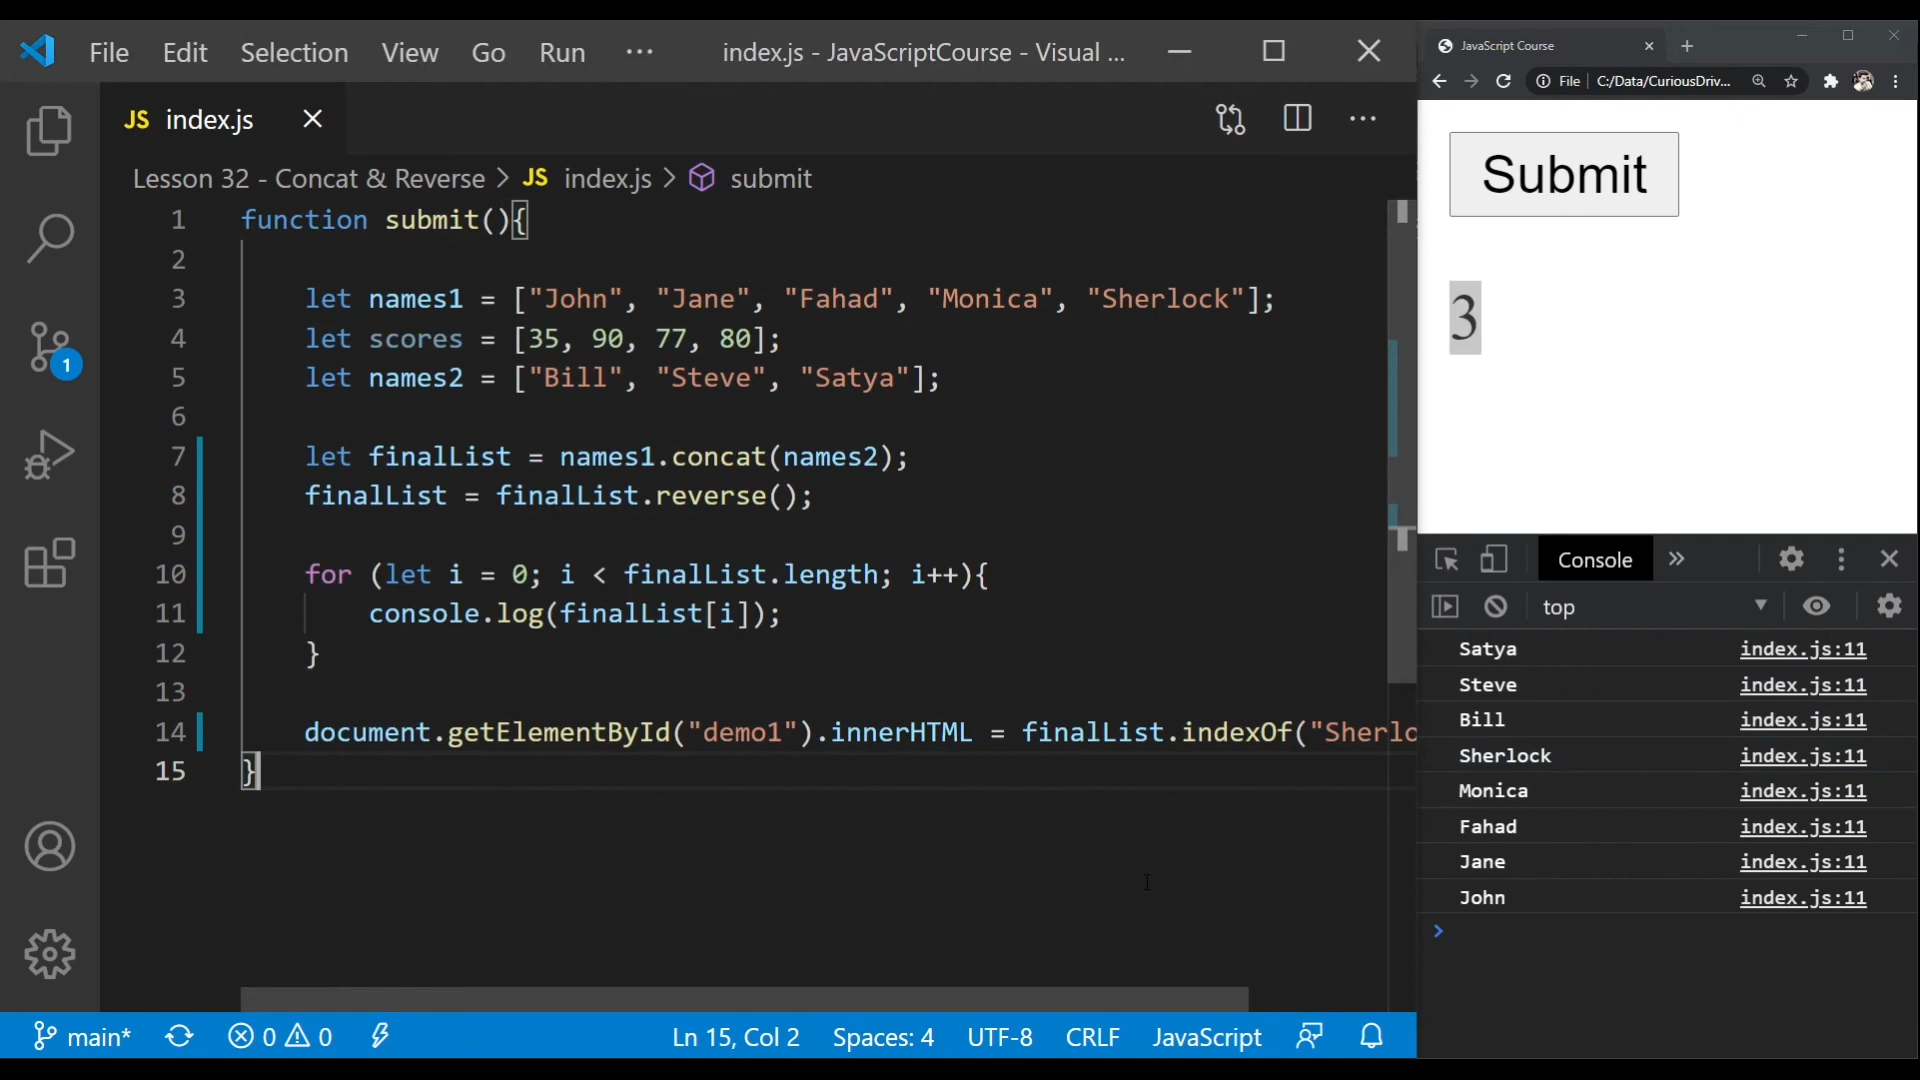 File Edit Selection View Go Run ··· index.js - JavaScriptCourse - Visual ...
JS index.js
Lesson 32 - Concat & Reverse > JS index.js > submit
1 function submit(){
2
3 let names1 = ["John", "Jane", "Fahad", "Monica", "Sherlock"];
4 let scores = [35, 90, 77, 80];
5 let names2 = ["Bill", "Steve", "Satya"];
6
7 let finalList = names1.concat(names2);
8 finalList = finalList.reverse();
9
10 for (let i = 0; i < finalList.length; i++){
11 console.log(finalList[i]);
12 }
13
14 document.getElementById("demo1").innerHTML = finalList.indexOf("Sherlo
15 }
1
main* 0 0 Ln 15, Col 2 Spaces: 4 UTF-8 CRLF JavaScript
JavaScript Course
File C:/Data/CuriousDriv...
Submit
3
Console
top
Satya index.js:11
Steve index.js:11
Bill index.js:11
Sherlock index.js:11
Monica index.js:11
Fahad index.js:11
Jane index.js:11
John index.js:11